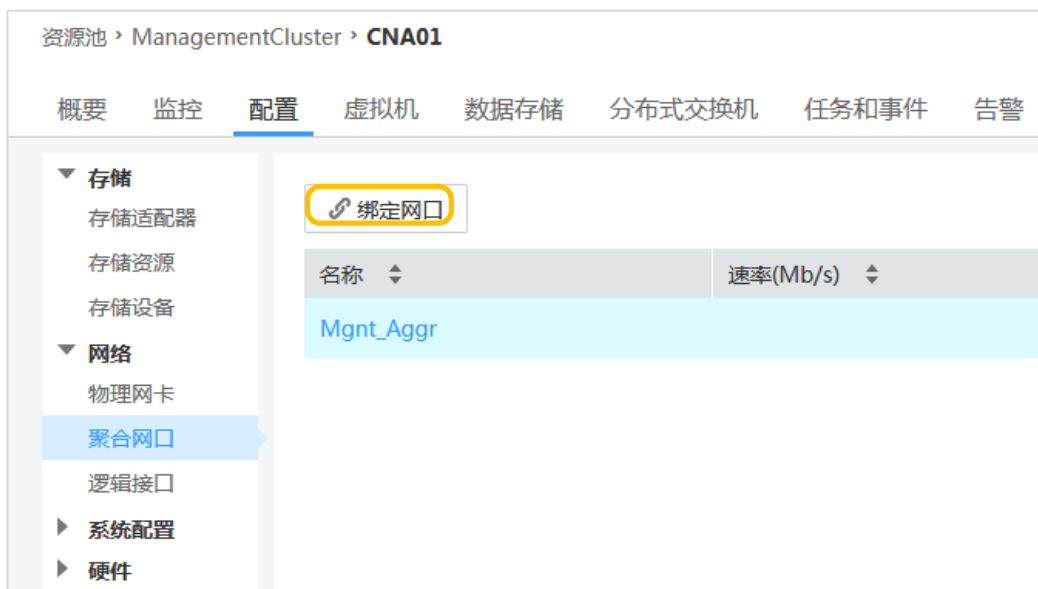 资源池 › ManagementCluster › CNA01
概要 监控 配置 虚拟机 数据存储 分布式交换机 任务和事件 告警
存储
存储适配器
存储资源
存储设备
网络
物理网卡
聚合网口
逻辑接口
系统配置
硬件
绑定网口
名称 速率(Mb/s)
Mgnt_Aggr